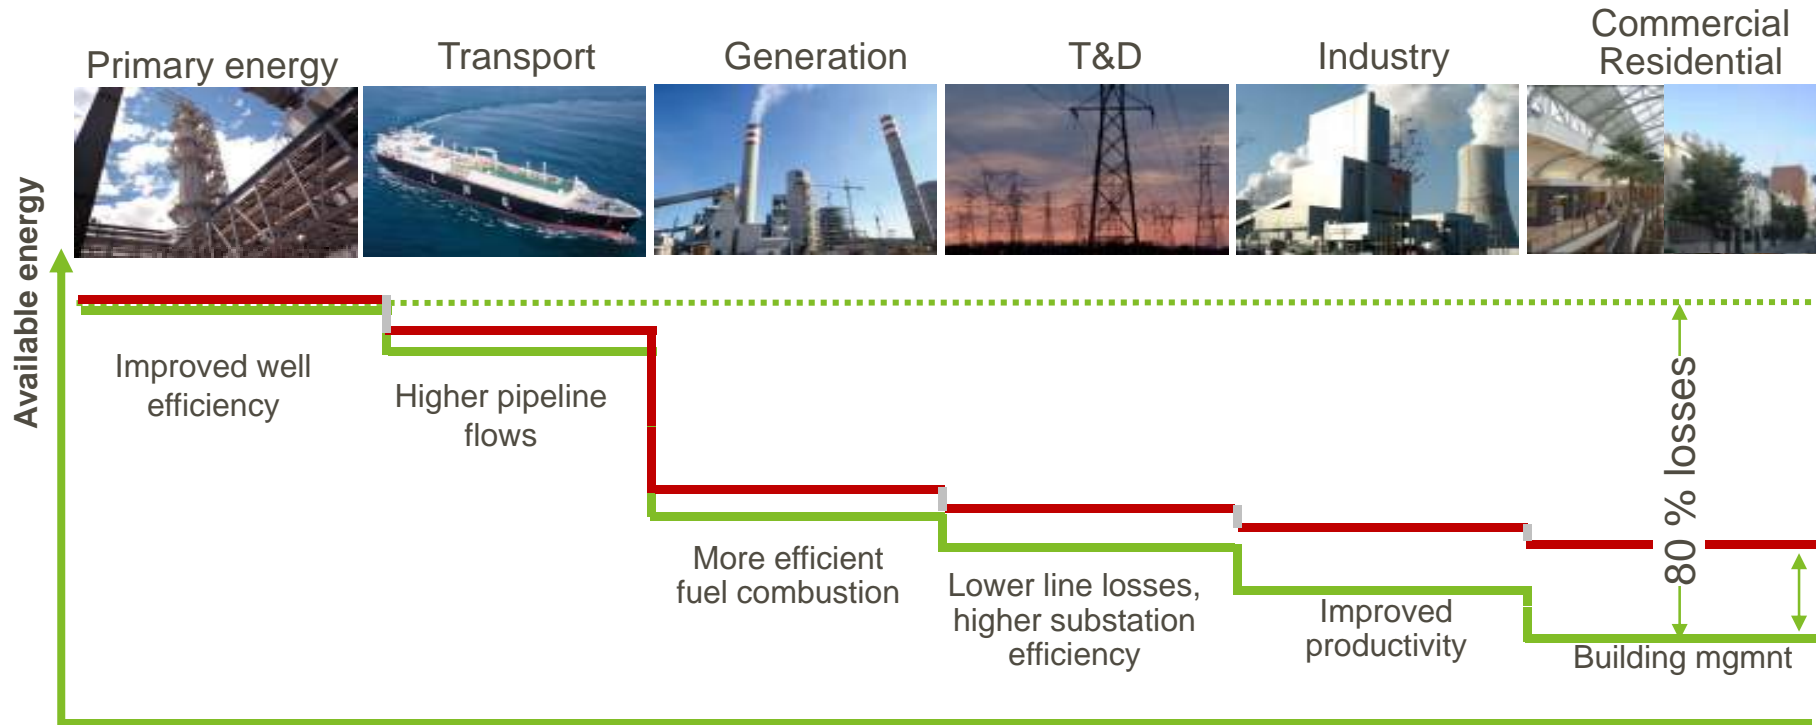 Primary energy
Transport
Generation
T&D
Industry
Commercial
Residential
L N G
Available energy
Improved well
efficiency
Higher pipeline
flows
More efficient
fuel combustion
Lower line losses,
higher substation
efficiency
Improved
productivity
Building mgmnt
80 % losses